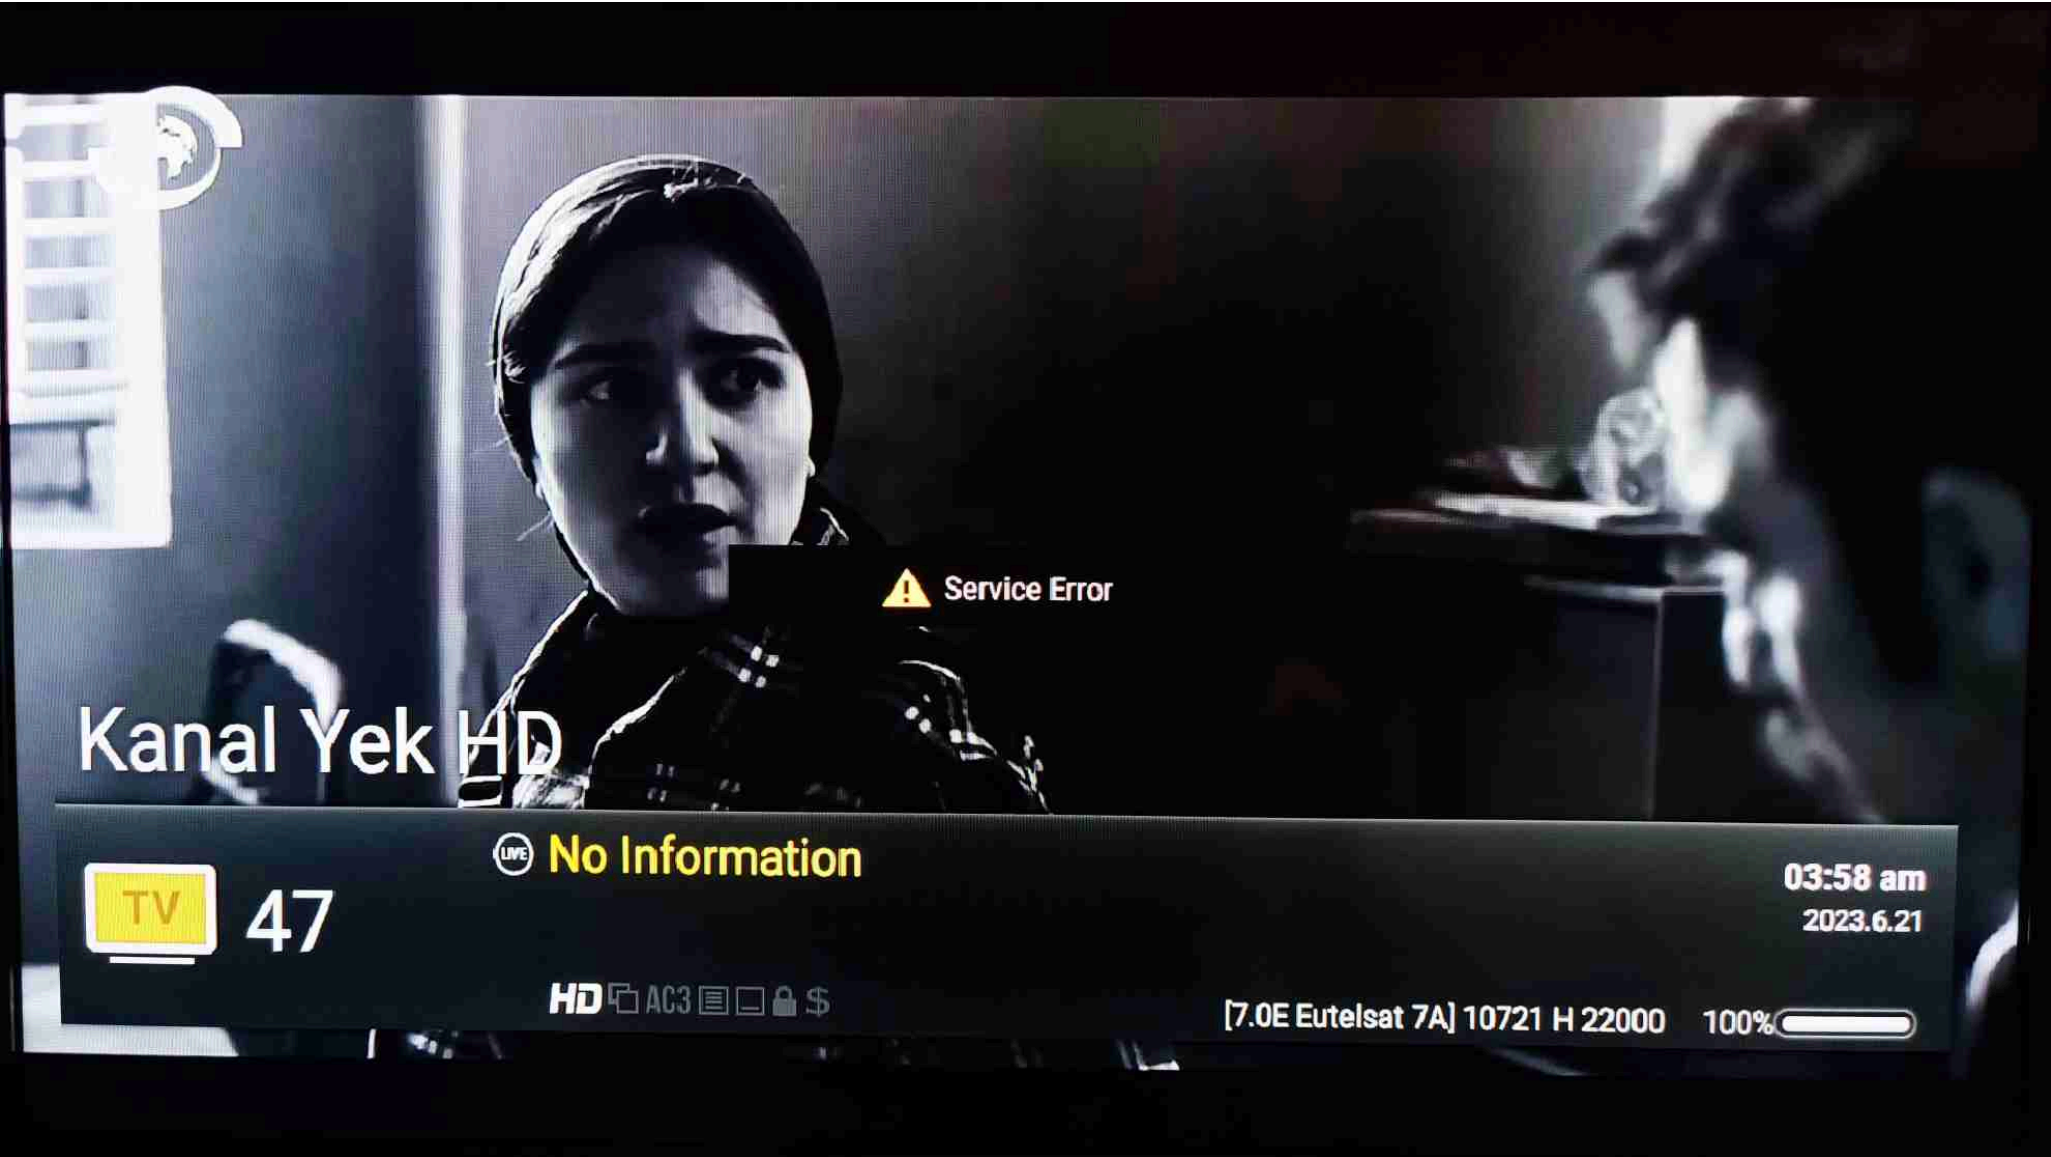 Service Error
Kanal Yek HD
LIVE No Information
TV 47
03:58 am
2023.6.21
HD AC3 $
[7.0E Eutelsat 7A] 10721 H 22000 100%